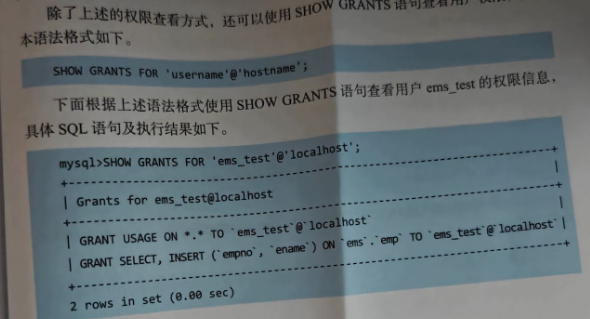 除了上述的权限查看方式，还可以使用 SHOW GRANTS 语句查看用户
本语法格式如下。
SHOW GRANTS FOR 'username'@'hostname';
下面根据上述语法格式使用 SHOW GRANTS 语句查看用户 ems_test 的权限信息，
具体 SQL 语句及执行结果如下。
mysql>SHOW GRANTS FOR 'ems_test'@'localhost';
+---------------------------------------------------------------+
| Grants for ems_test@localhost |
+---------------------------------------------------------------+
| GRANT USAGE ON *.* TO `ems_test`@`localhost` |
| GRANT SELECT, INSERT (`empno`, `ename`) ON `ems`.`emp` TO `ems_test`@`localhost` |
+---------------------------------------------------------------+
2 rows in set (0.00 sec)